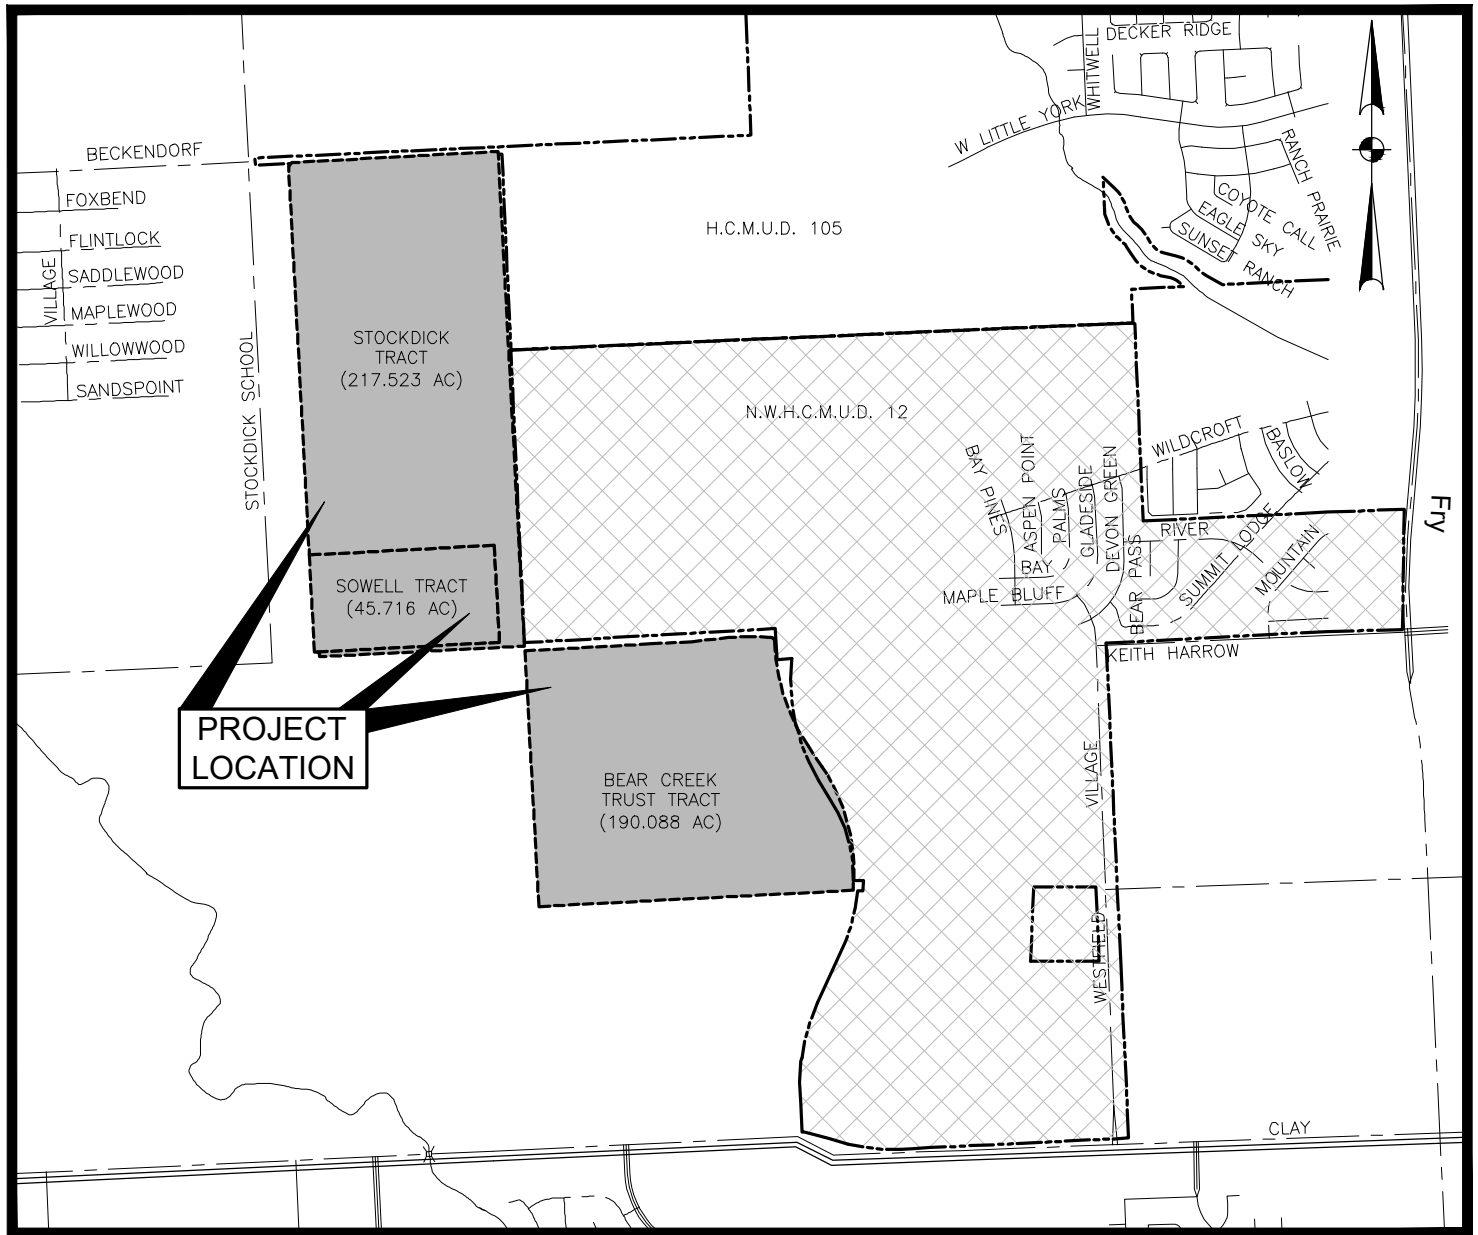 DECKER RIDGE
WHITWELL
W LITTLE YORK
RANCH PRAIRIE
COYOTE CALL
EAGLE SKY
SUNSET RANCH
BECKENDORF
FOXBEND
FLINTLOCK
VILLAGE
SADDLEWOOD
MAPLEWOOD
WILLOWWOOD
SANDSPOINT
STOCKDICK SCHOOL
H.C.M.U.D. 105
STOCKDICK
TRACT
(217.523 AC)
N.W.H.C.M.U.D. 12
WILDCROFT
BASLOW
BAY PINES
ASPEN POINT
PALMS
GLADESIDE
DEVON GREEN
BAY
MAPLE BLUFF
BEAR PASS
RIVER
SUMMIT LODGE
MOUNTAIN
Fry
SOWELL TRACT
(45.716 AC)
KEITH HARROW
PROJECT
LOCATION
BEAR CREEK
TRUST TRACT
(190.088 AC)
VILLAGE
WESTFIELD
CLAY